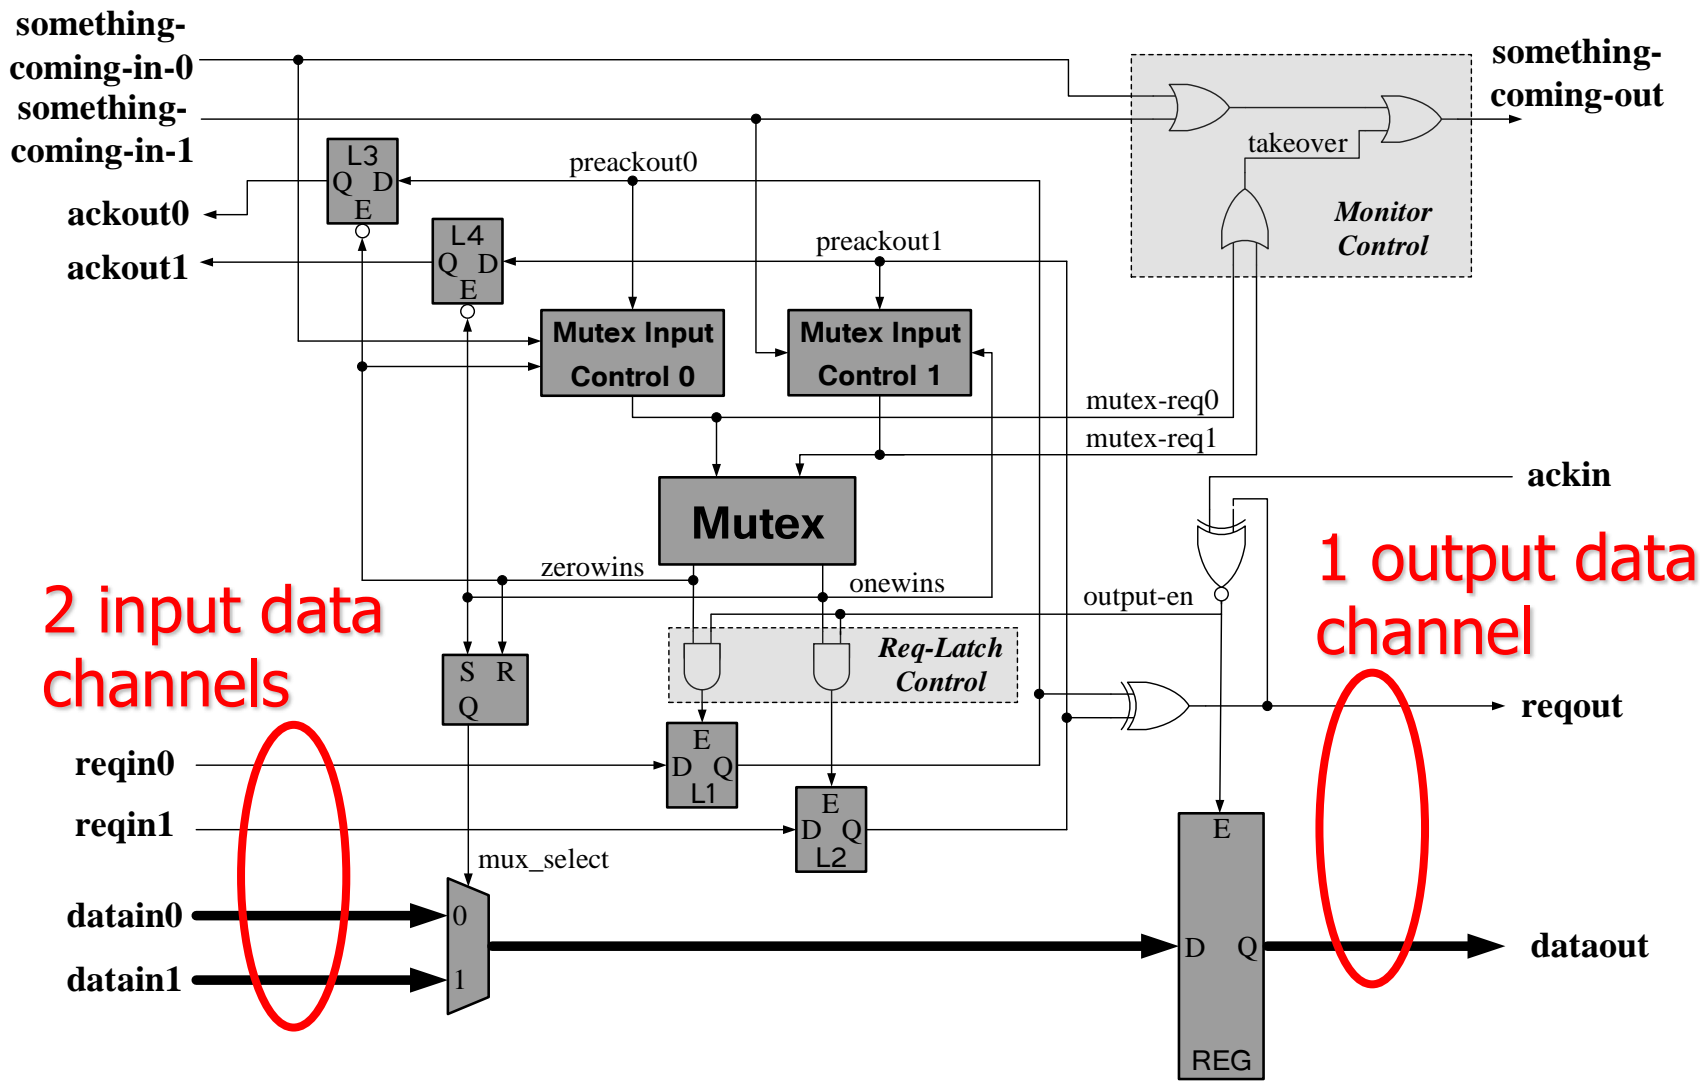 something-
coming-in-0
something-
coming-in-1
something-
coming-out
L3
Q D
E
preackout0
takeover
Monitor
Control
ackout0
ackout1
L4
Q D
E
preackout1
Mutex Input
Control 0
Mutex Input
Control 1
mutex-req0
mutex-req1
ackin
Mutex
zerowins
onewins
output-en
2 input data
channels
1 output data
channel
S R
Q
Req-Latch
Control
reqout
reqin0
E
D Q
L1
reqin1
E
D Q
L2
mux_select
E
datain0
0
datain1
1
D Q
dataout
REG